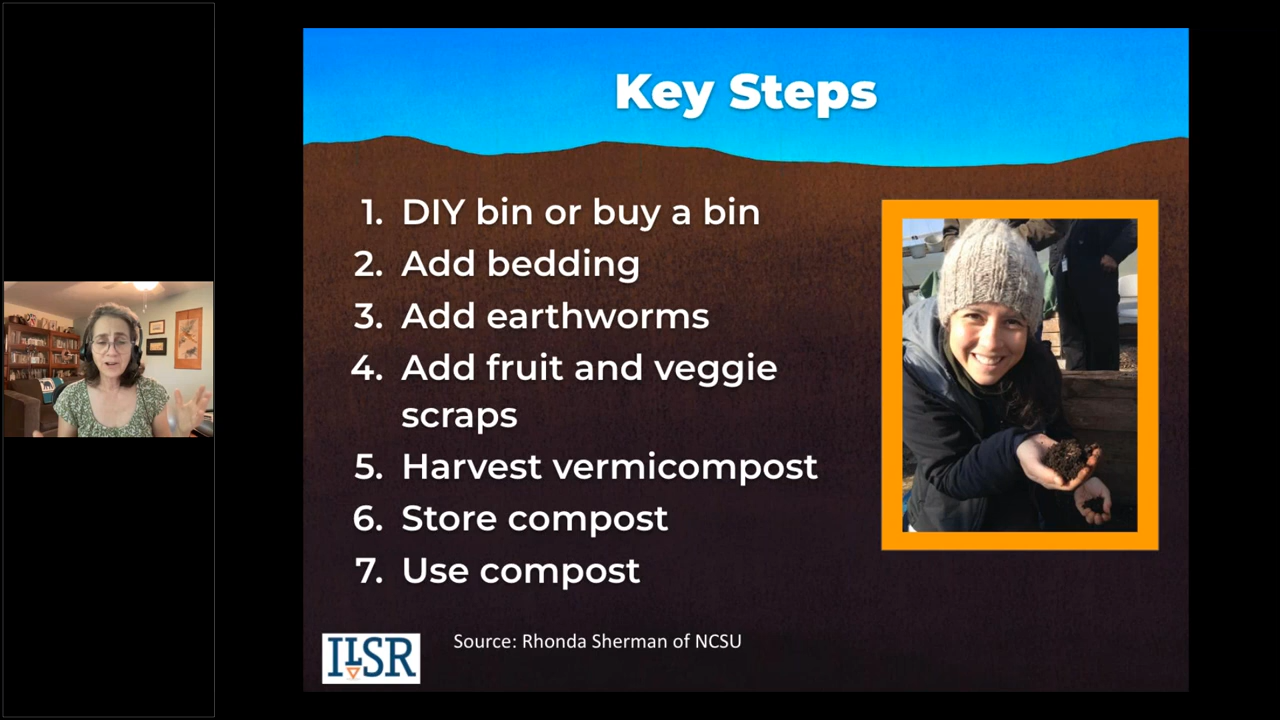 Key Steps
1. DIY bin or buy a bin
2. Add bedding
3. Add earthworms
4. Add fruit and veggie
scraps
5. Harvest vermicompost
6. Store compost
7. Use compost
ILSR
Source: Rhonda Sherman of NCSU